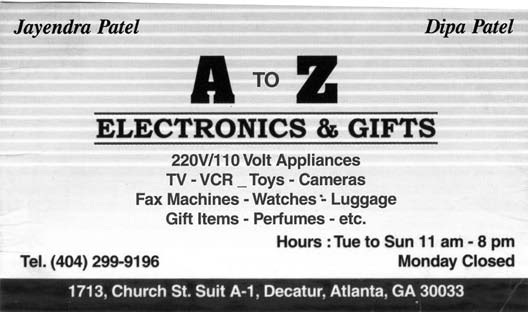 Jayendra Patel Dipa Patel
A TO Z
ELECTRONICS & GIFTS
220V/110 Volt Appliances
TV - VCR _ Toys - Cameras
Fax Machines - Watches - Luggage
Gift Items - Perfumes - etc.
Hours : Tue to Sun 11 am - 8 pm
Tel. (404) 299-9196 Monday Closed
1713, Church St. Suit A-1, Decatur, Atlanta, GA 30033